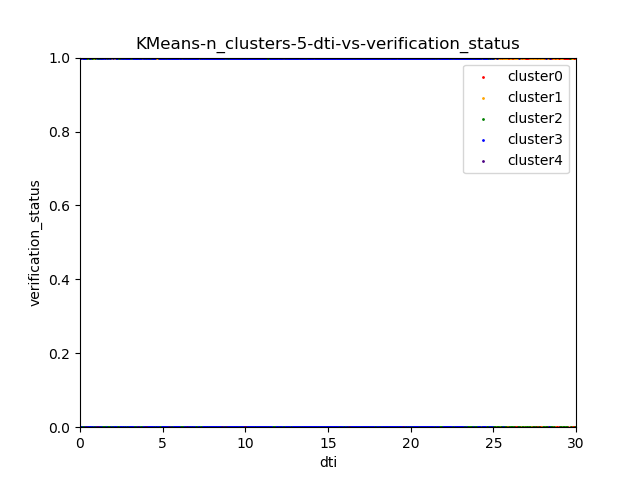 KMeans-n_clusters-5-dti-vs-verification_status
1.0
0.8
0.6
0.4
0.2
0.0
verification_status
cluster0
cluster1
cluster2
cluster3
cluster4
0 5 10 15 20 25 30
dti